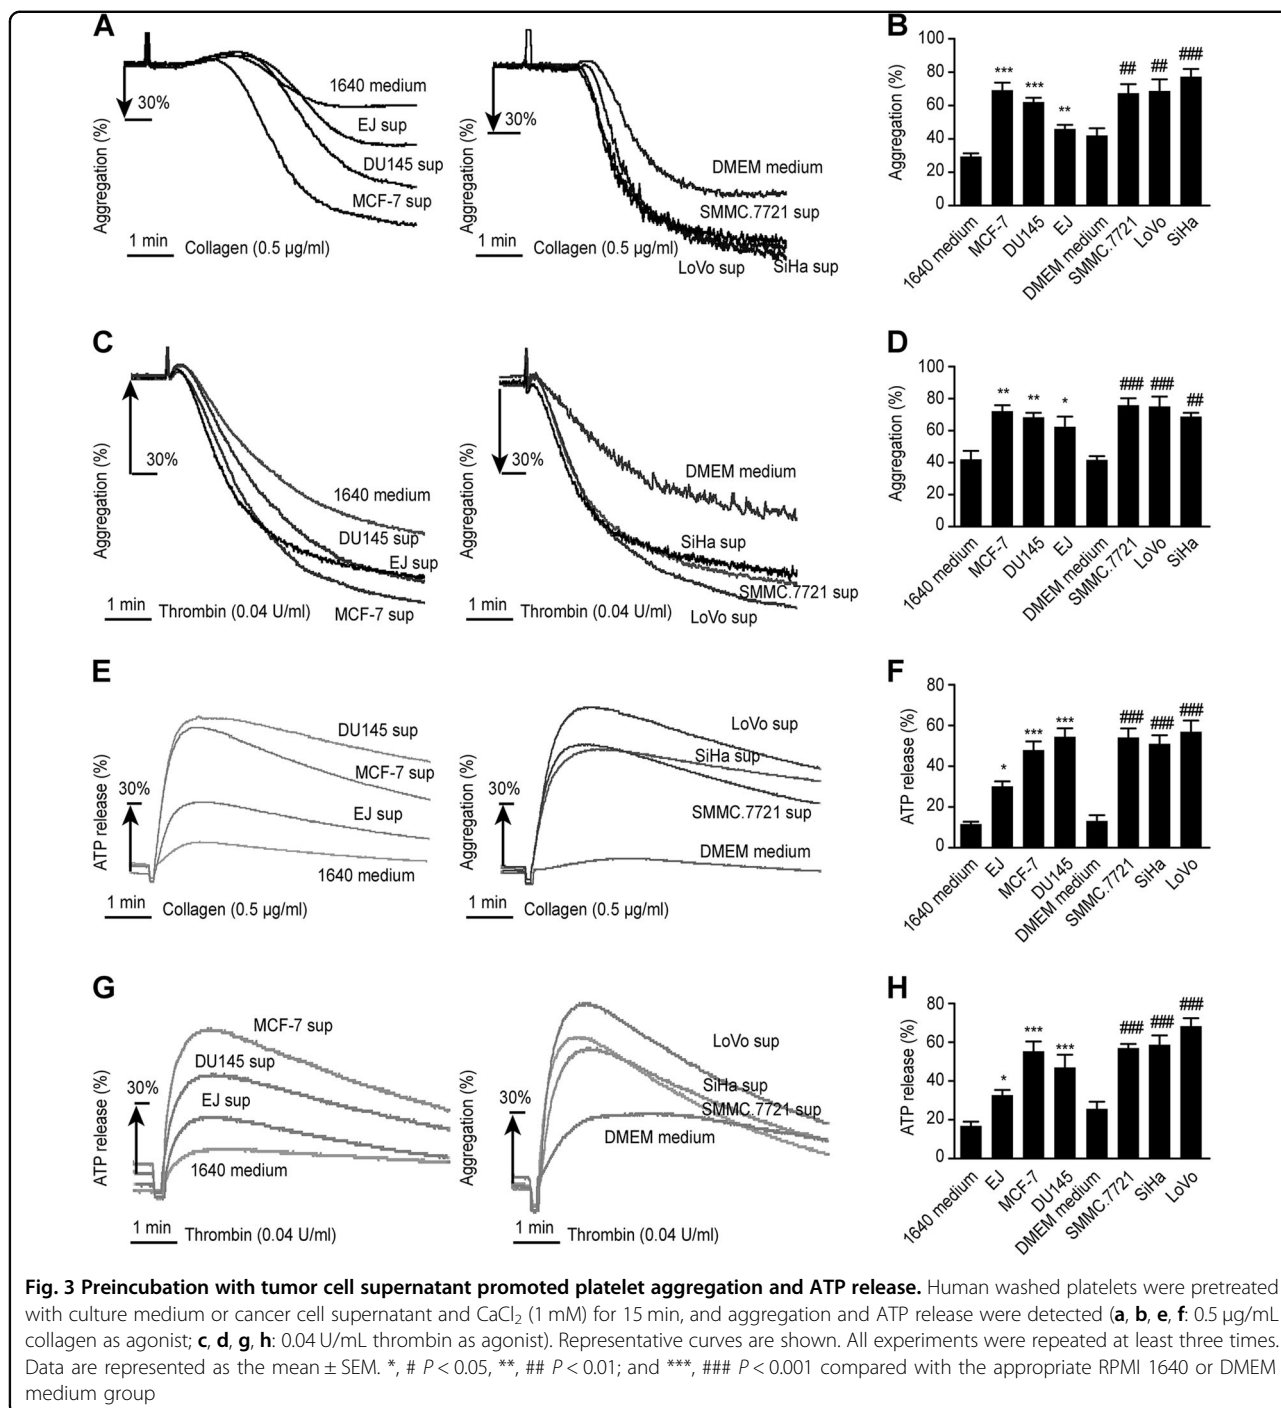 A
30%
Aggregation (%)
1640 medium
EJ sup
DU145 sup
MCF-7 sup
1 min
Collagen (0.5 µg/ml)
30%
Aggregation (%)
DMEM medium
SMMC.7721 sup
LoVo sup
SiHa sup
1 min
Collagen (0.5 µg/ml)
B
Aggregation (%)
100
80
60
40
20
0
***
***
**
##
##
###
1640 medium
MCF-7
DU145
EJ
DMEM medium
SMMC.7721
LoVo
SiHa
C
30%
Aggregation (%)
1640 medium
DU145 sup
EJ sup
MCF-7 sup
1 min
Thrombin (0.04 U/ml)
30%
Aggregation (%)
DMEM medium
SiHa sup
SMMC.7721 sup
LoVo sup
1 min
Thrombin (0.04 U/ml)
D
Aggregation (%)
100
80
60
40
20
0
**
**
*
###
###
##
1640 medium
MCF-7
DU145
EJ
DMEM medium
SMMC.7721
LoVo
SiHa
E
30%
ATP release (%)
DU145 sup
MCF-7 sup
EJ sup
1640 medium
1 min
Collagen (0.5 µg/ml)
30%
Aggregation (%)
LoVo sup
SiHa sup
SMMC.7721 sup
DMEM medium
1 min
Collagen (0.5 µg/ml)
F
ATP release (%)
80
60
40
20
0
*
***
***
###
###
###
1640 medium
EJ
MCF-7
DU145
DMEM medium
SMMC.7721
SiHa
LoVo
G
30%
ATP release (%)
MCF-7 sup
DU145 sup
EJ sup
1640 medium
1 min
Thrombin (0.04 U/ml)
30%
Aggregation (%)
LoVo sup
SiHa sup
SMMC.7721 sup
DMEM medium
1 min
Thrombin (0.04 U/ml)
H
ATP release (%)
80
60
40
20
0
*
***
***
###
###
###
1640 medium
EJ
MCF-7
DU145
DMEM medium
SMMC.7721
SiHa
LoVo
Fig. 3 Preincubation with tumor cell supernatant promoted platelet aggregation and ATP release. Human washed platelets were pretreated
with culture medium or cancer cell supernatant and CaCl₂ (1 mM) for 15 min, and aggregation and ATP release were detected (a, b, e, f: 0.5 µg/mL
collagen as agonist; c, d, g, h: 0.04 U/mL thrombin as agonist). Representative curves are shown. All experiments were repeated at least three times.
Data are represented as the mean ± SEM. *, # P < 0.05, **, ## P < 0.01; and ***, ### P < 0.001 compared with the appropriate RPMI 1640 or DMEM
medium group